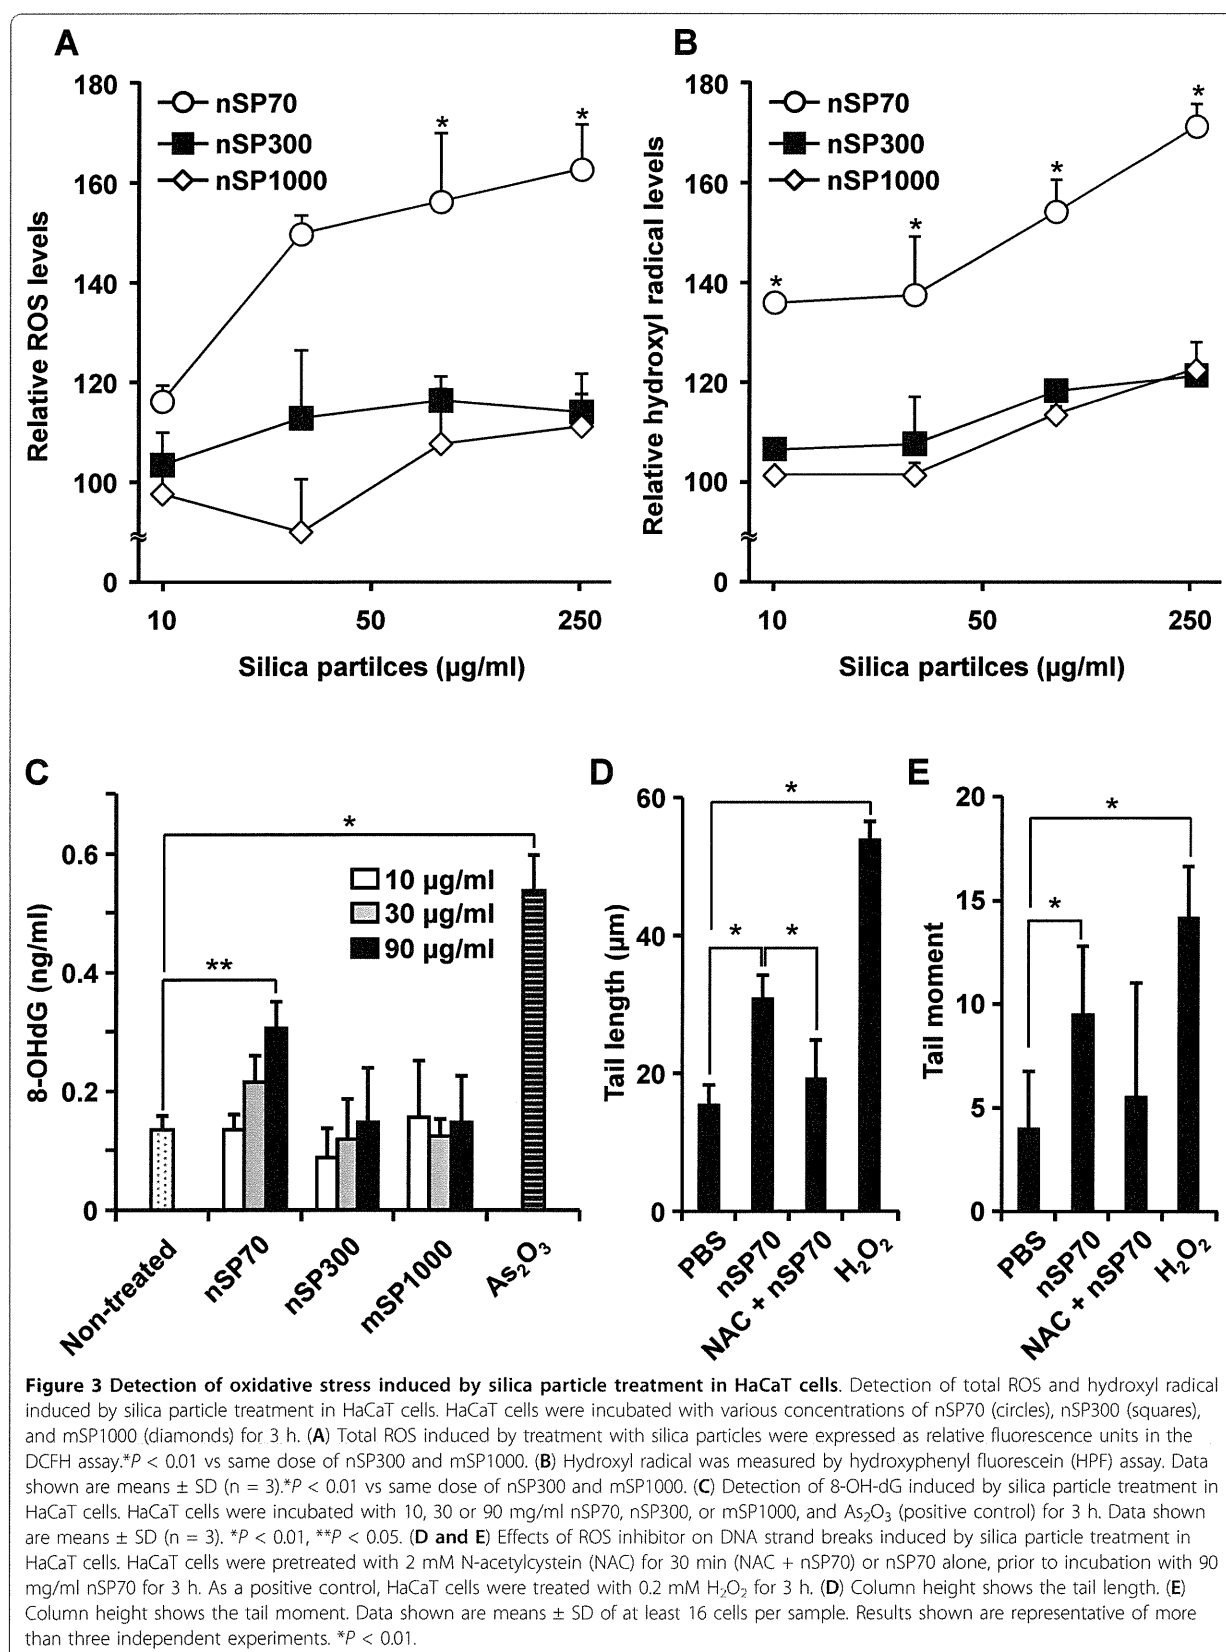 A
B
180
160
140
120
100
0
Relative ROS levels
nSP70
nSP300
nSP1000
*
*
10
50
250
Silica partilces (µg/ml)
180
160
140
120
100
0
Relative hydroxyl radical levels
nSP70
nSP300
nSP1000
*
*
*
*
10
50
250
Silica partilces (µg/ml)
C
8-OHdG (ng/ml)
0.6
0.4
0.2
0
*
**
10 µg/ml
30 µg/ml
90 µg/ml
Non-treated
nSP70
nSP300
mSP1000
As₂O₃
D
Tail length (µm)
60
40
20
0
*
*
*
PBS
nSP70
NAC + nSP70
H₂O₂
E
Tail moment
20
15
10
5
0
*
*
PBS
nSP70
NAC + nSP70
H₂O₂
Figure 3 Detection of oxidative stress induced by silica particle treatment in HaCaT cells. Detection of total ROS and hydroxyl radical
induced by silica particle treatment in HaCaT cells. HaCaT cells were incubated with various concentrations of nSP70 (circles), nSP300 (squares),
and mSP1000 (diamonds) for 3 h. (A) Total ROS induced by treatment with silica particles were expressed as relative fluorescence units in the
DCFH assay.*P < 0.01 vs same dose of nSP300 and mSP1000. (B) Hydroxyl radical was measured by hydroxyphenyl fluorescein (HPF) assay. Data
shown are means ± SD (n = 3).*P < 0.01 vs same dose of nSP300 and mSP1000. (C) Detection of 8-OH-dG induced by silica particle treatment in
HaCaT cells. HaCaT cells were incubated with 10, 30 or 90 mg/ml nSP70, nSP300, or mSP1000, and As₂O₃ (positive control) for 3 h. Data shown
are means ± SD (n = 3). *P < 0.01, **P < 0.05. (D and E) Effects of ROS inhibitor on DNA strand breaks induced by silica particle treatment in
HaCaT cells. HaCaT cells were pretreated with 2 mM N-acetylcystein (NAC) for 30 min (NAC + nSP70) or nSP70 alone, prior to incubation with 90
mg/ml nSP70 for 3 h. As a positive control, HaCaT cells were treated with 0.2 mM H₂O₂ for 3 h. (D) Column height shows the tail length. (E)
Column height shows the tail moment. Data shown are means ± SD of at least 16 cells per sample. Results shown are representative of more
than three independent experiments. *P < 0.01.